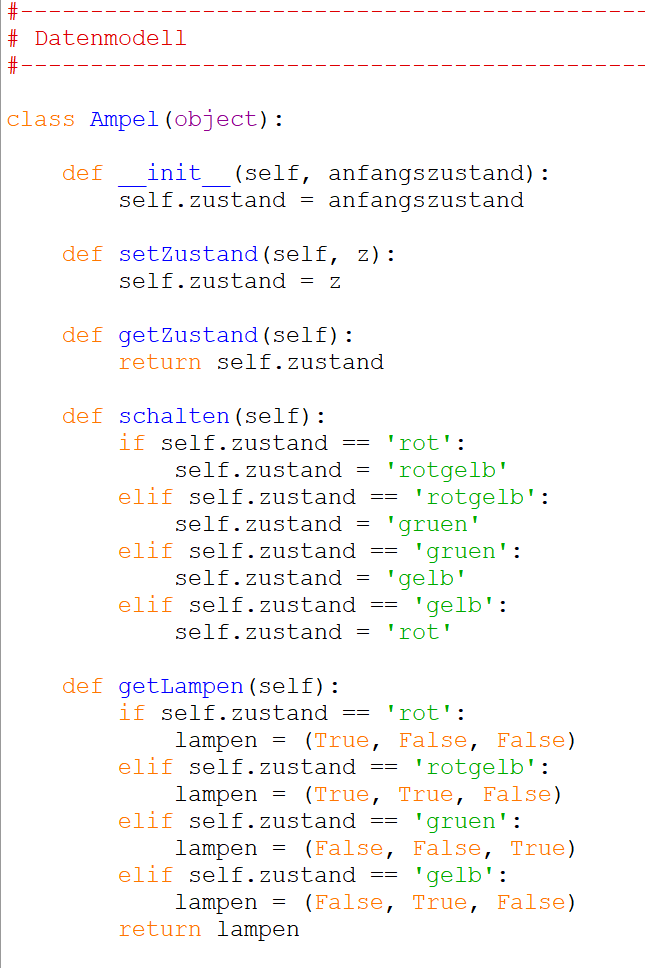 #---------------------------------------------
# Datenmodell
#---------------------------------------------

class Ampel(object):

    def __init__(self, anfangszustand):
        self.zustand = anfangszustand

    def setZustand(self, z):
        self.zustand = z

    def getZustand(self):
        return self.zustand

    def schalten(self):
        if self.zustand == 'rot':
            self.zustand = 'rotgelb'
        elif self.zustand == 'rotgelb':
            self.zustand = 'gruen'
        elif self.zustand == 'gruen':
            self.zustand = 'gelb'
        elif self.zustand == 'gelb':
            self.zustand = 'rot'

    def getLampen(self):
        if self.zustand == 'rot':
            lampen = (True, False, False)
        elif self.zustand == 'rotgelb':
            lampen = (True, True, False)
        elif self.zustand == 'gruen':
            lampen = (False, False, True)
        elif self.zustand == 'gelb':
            lampen = (False, True, False)
        return lampen